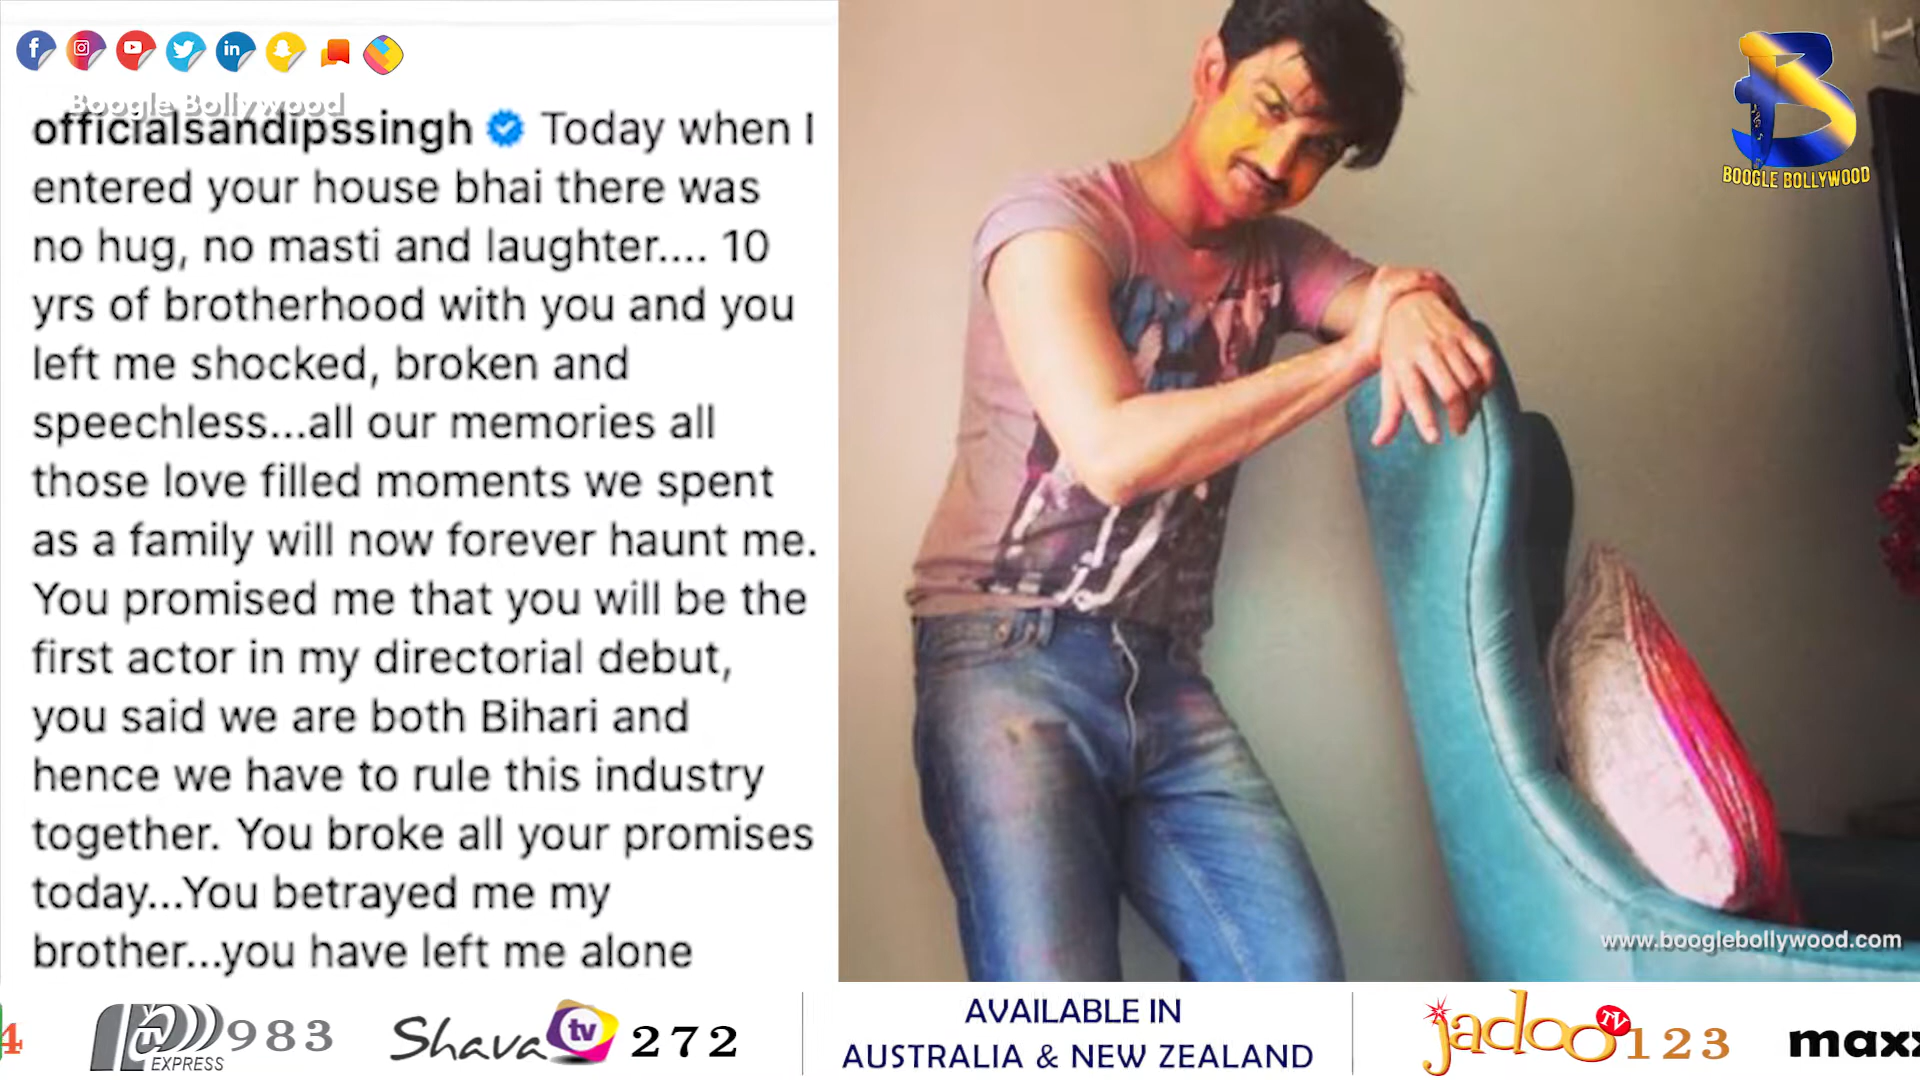 Boogle Bollywood
officialsandipssingh Today when I
entered your house bhai there was
no hug, no masti and laughter.... 10
yrs of brotherhood with you and you
left me shocked, broken and
speechless...all our memories all
those love filled moments we spent
as a family will now forever haunt me.
You promised me that you will be the
first actor in my directorial debut,
you said we are both Bihari and
hence we have to rule this industry
together. You broke all your promises
today...You betrayed me my
brother...you have left me alone
BOOGLE BOLLYWOOD
www.booglebollywood.com
4
EXPRESS
983
Shava tv 272
AVAILABLE IN
AUSTRALIA & NEW ZEALAND
jadoo TV 123